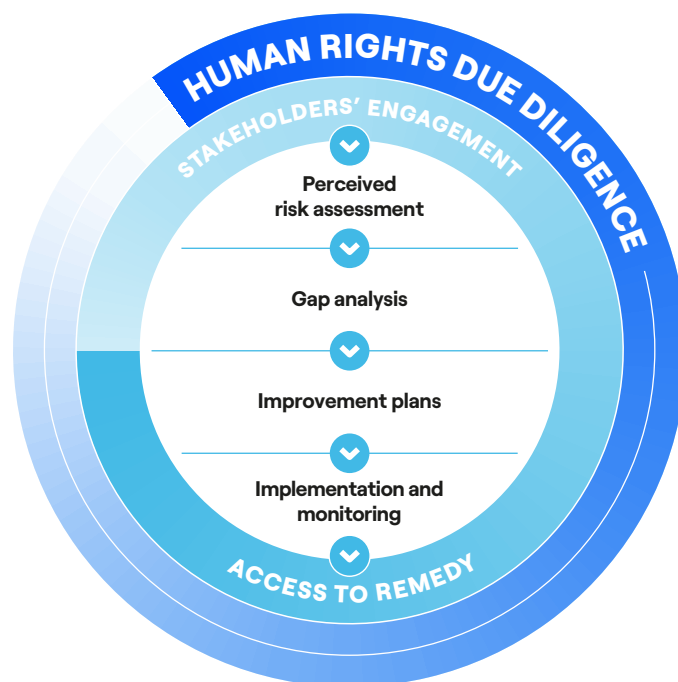 HUMAN RIGHTS DUE DILIGENCE
STAKEHOLDERS’ ENGAGEMENT
Perceived
risk assessment
Gap analysis
Improvement plans
Implementation and
monitoring
ACCESS TO REMEDY